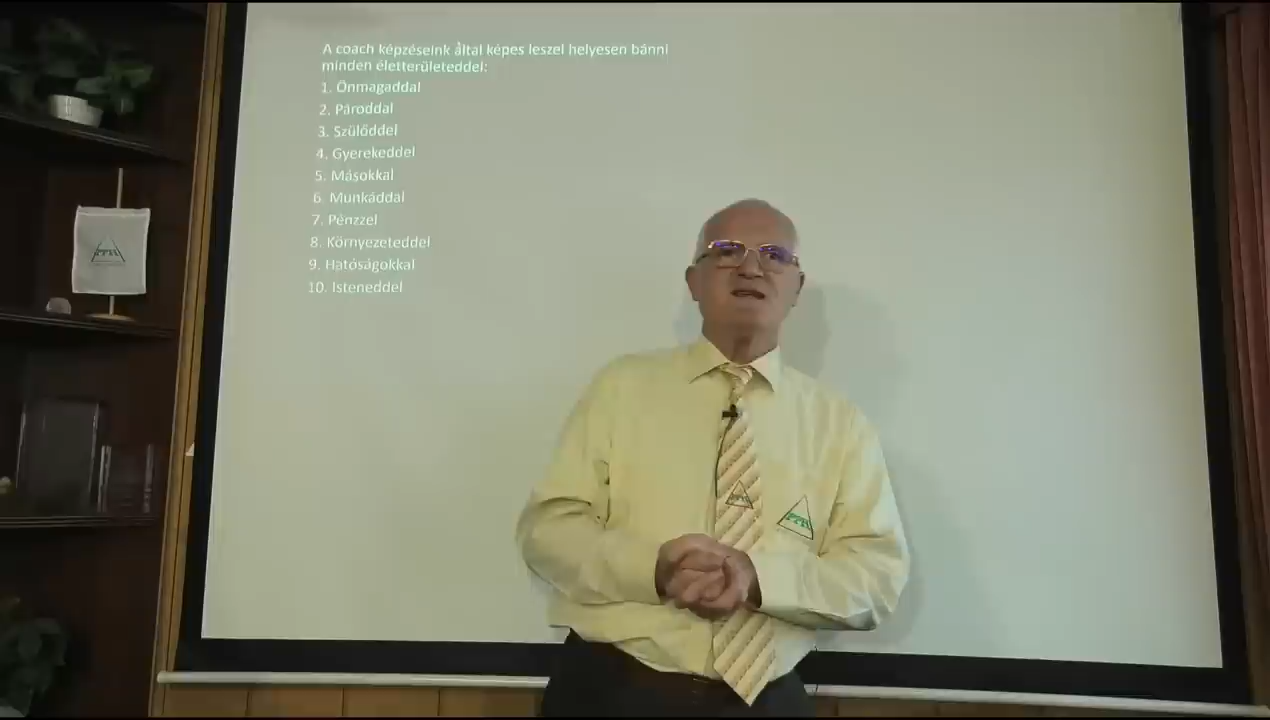 A coach képzéseink által képes leszel helyesen bánni
minden életterületeddel:
1. Önmagaddal
2. Pároddal
3. Szülőddel
4. Gyerekeddel
5. Másokkal
6. Munkáddal
7. Pénzzel
8. Környezeteddel
9. Hatóságokkal
10. Isteneddel